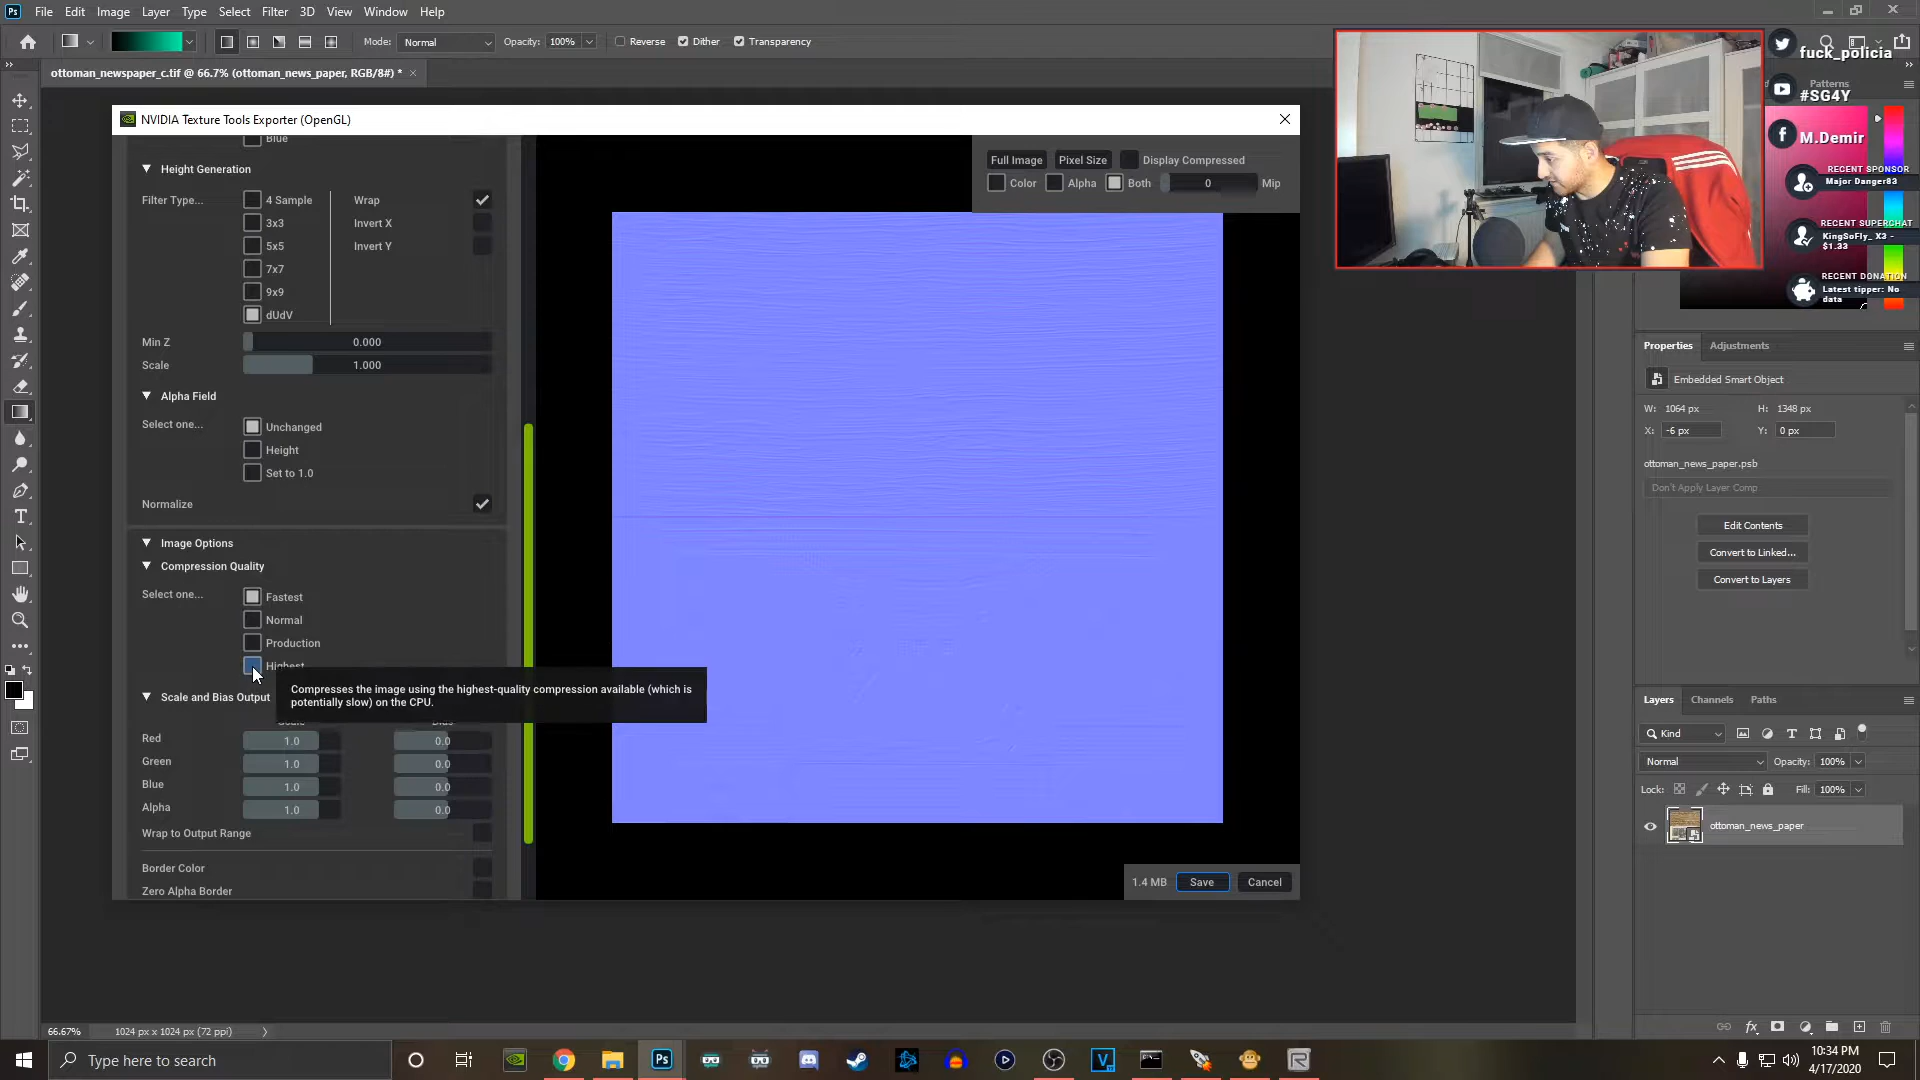 Ps File Edit Image Layer Type Select Filter 3D View Window Help
Mode: Normal Opacity: 100% Reverse Dither Transparency
ottoman_newspaper_c.tif @ 66.7% (ottoman_news_paper, RGB/8#) *
fuck_policia
Patterns
#SG4Y
M.Demir
RECENT SPONSOR
Major Danger83
RECENT SUPERCHAT
KingSoFly_ X3 -
$1.33
RECENT DONATION
Latest tipper: No
data
NVIDIA Texture Tools Exporter (OpenGL)
Blue
Height Generation
Filter Type... 4 Sample Wrap
3x3 Invert X
5x5 Invert Y
7x7
9x9
dUdV
Min Z 0.000
Scale 1.000
Alpha Field
Select one... Unchanged
Height
Set to 1.0
Normalize
Image Options
Compression Quality
Select one... Fastest
Normal
Production
Highest
Compresses the image using the highest-quality compression available (which is
potentially slow) on the CPU.
Scale and Bias Output
Red 1.0 0.0
Green 1.0 0.0
Blue 1.0 0.0
Alpha 1.0 0.0
Wrap to Output Range
Border Color
Zero Alpha Border
Full Image Pixel Size Display Compressed
Color Alpha Both 0 Mip
1.4 MB Save Cancel
Properties Adjustments
Embedded Smart Object
W: 1064 px H: 1348 px
X: -6 px Y: 0 px
ottoman_news_paper.psb
Don't Apply Layer Comp
Edit Contents
Convert to Linked...
Convert to Layers
Layers Channels Paths
Kind
Normal Opacity: 100%
Lock: Fill: 100%
ottoman_news_paper
66.67% 1024 px x 1024 px (72 ppi)
Type here to search
Ps
10:34 PM
4/17/2020